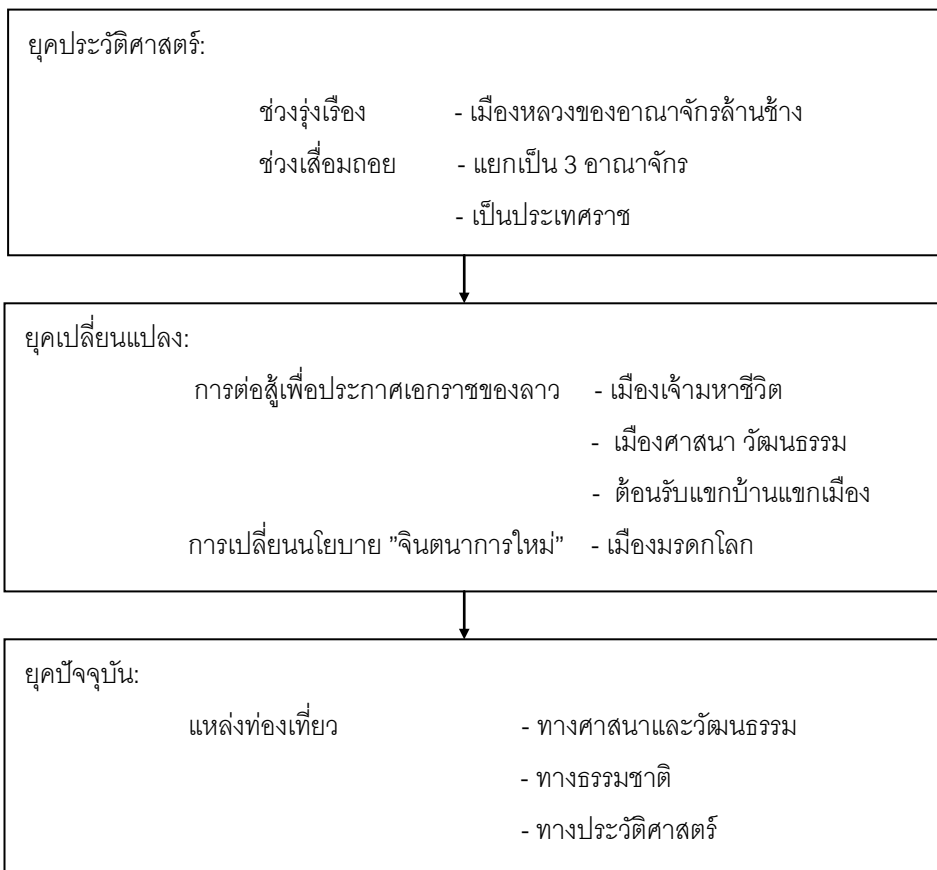 ยุคประวัติศาสตร์:
ช่วงรุ่งเรือง - เมืองหลวงของอาณาจักรล้านช้าง
ช่วงเสื่อมถอย - แยกเป็น 3 อาณาจักร
- เป็นประเทศราช
ยุคเปลี่ยนแปลง:
การต่อสู้เพื่อประกาศเอกราชของลาว - เมืองเจ้ามหาชีวิต
- เมืองศาสนา วัฒนธรรม
- ต้อนรับแขกบ้านแขกเมือง
การเปลี่ยนนโยบาย ”จินตนาการใหม่” - เมืองมรดกโลก
ยุคปัจจุบัน:
แหล่งท่องเที่ยว - ทางศาสนาและวัฒนธรรม
- ทางธรรมชาติ
- ทางประวัติศาสตร์